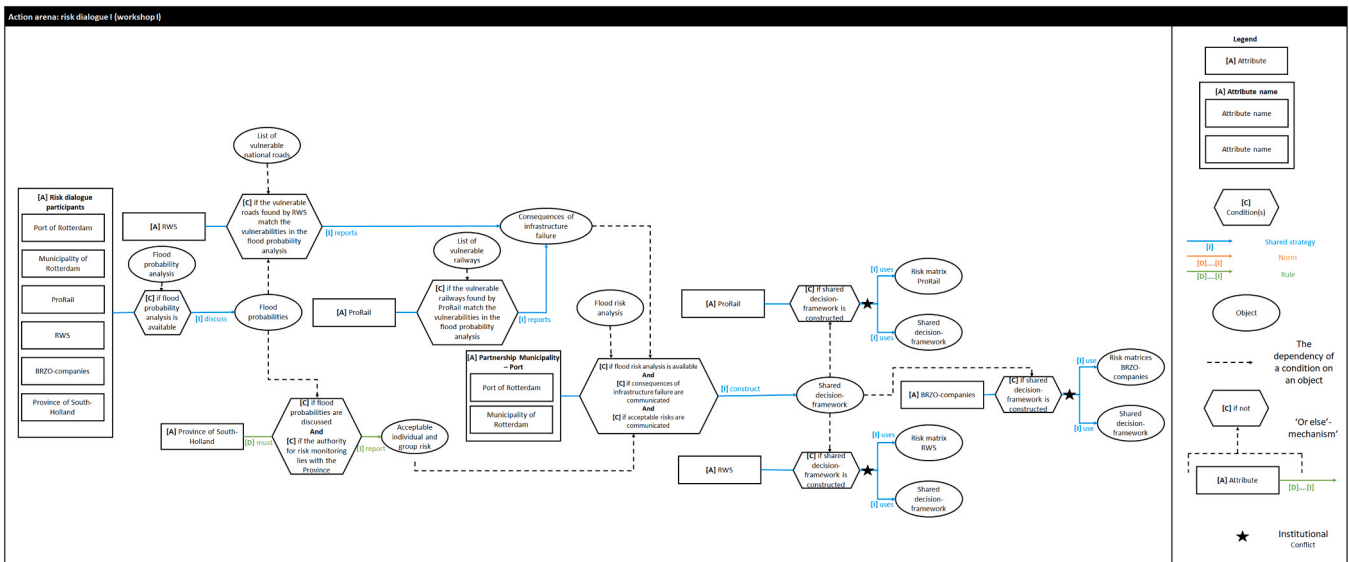 Action arena: risk dialogue I (workshop I)
List of
vulnerable
national roads
[A] Risk dialogue
participants
Port of Rotterdam
Municipality of
Rotterdam
ProRail
RWS
BRZO-companies
Province of South-
Holland
[A] RWS
[C] if the vulnerable
roads found by RWS
match the
vulnerabilities in the
flood probability
analysis
[I] reports
Consequences of
infrastructure
failure
Flood
probability
analysis
[C] if flood
probability
analysis is
available
[I] discuss
Flood
probabilities
List of
vulnerable
railways
[A] ProRail
[C] if the vulnerable
railways found by
ProRail match the
vulnerabilities in the
flood probability
analysis
[I] reports
[A] Province of South-
Holland
[D] must
[C] if flood
probabilities are
discussed
And
[C] if the authority
for risk monitoring
lies with the
Province
[I] report
Acceptable
individual and
group risk
Flood risk
analysis
[A] Partnership Municipality
– Port
Port of Rotterdam
Municipality of
Rotterdam
[C] if flood risk analysis is available
And
[C] if consequences of
infrastructure failure are
communicated
And
[C] if acceptable risks are
communicated
[I] construct
Shared
decision-
framework
[A] ProRail
[C] if shared
decision-
framework is
constructed
[I] uses
Risk matrix
ProRail
[I] uses
Shared
decision-
framework
[A] BRZO-companies
[C] if shared
decision-
framework is
constructed
[I] use
Risk matrices
BRZO-
companies
[I] use
Shared
decision-
framework
[A] RWS
[C] if shared
decision-
framework is
constructed
[I] uses
Risk matrix
RWS
[I] uses
Shared
decision-
framework
Legend
[A] Attribute
[A] Attribute name
Attribute name
Attribute name
[C]
Condition(s)
[I]
Shared strategy
[D]....[I]
Norm
[D]....[I]
Rule
Object
The
dependency of
a condition on
an object
[C] if not
'Or else'-
mechanism'
[A] Attribute
[D]....[I]
Institutional
Conflict